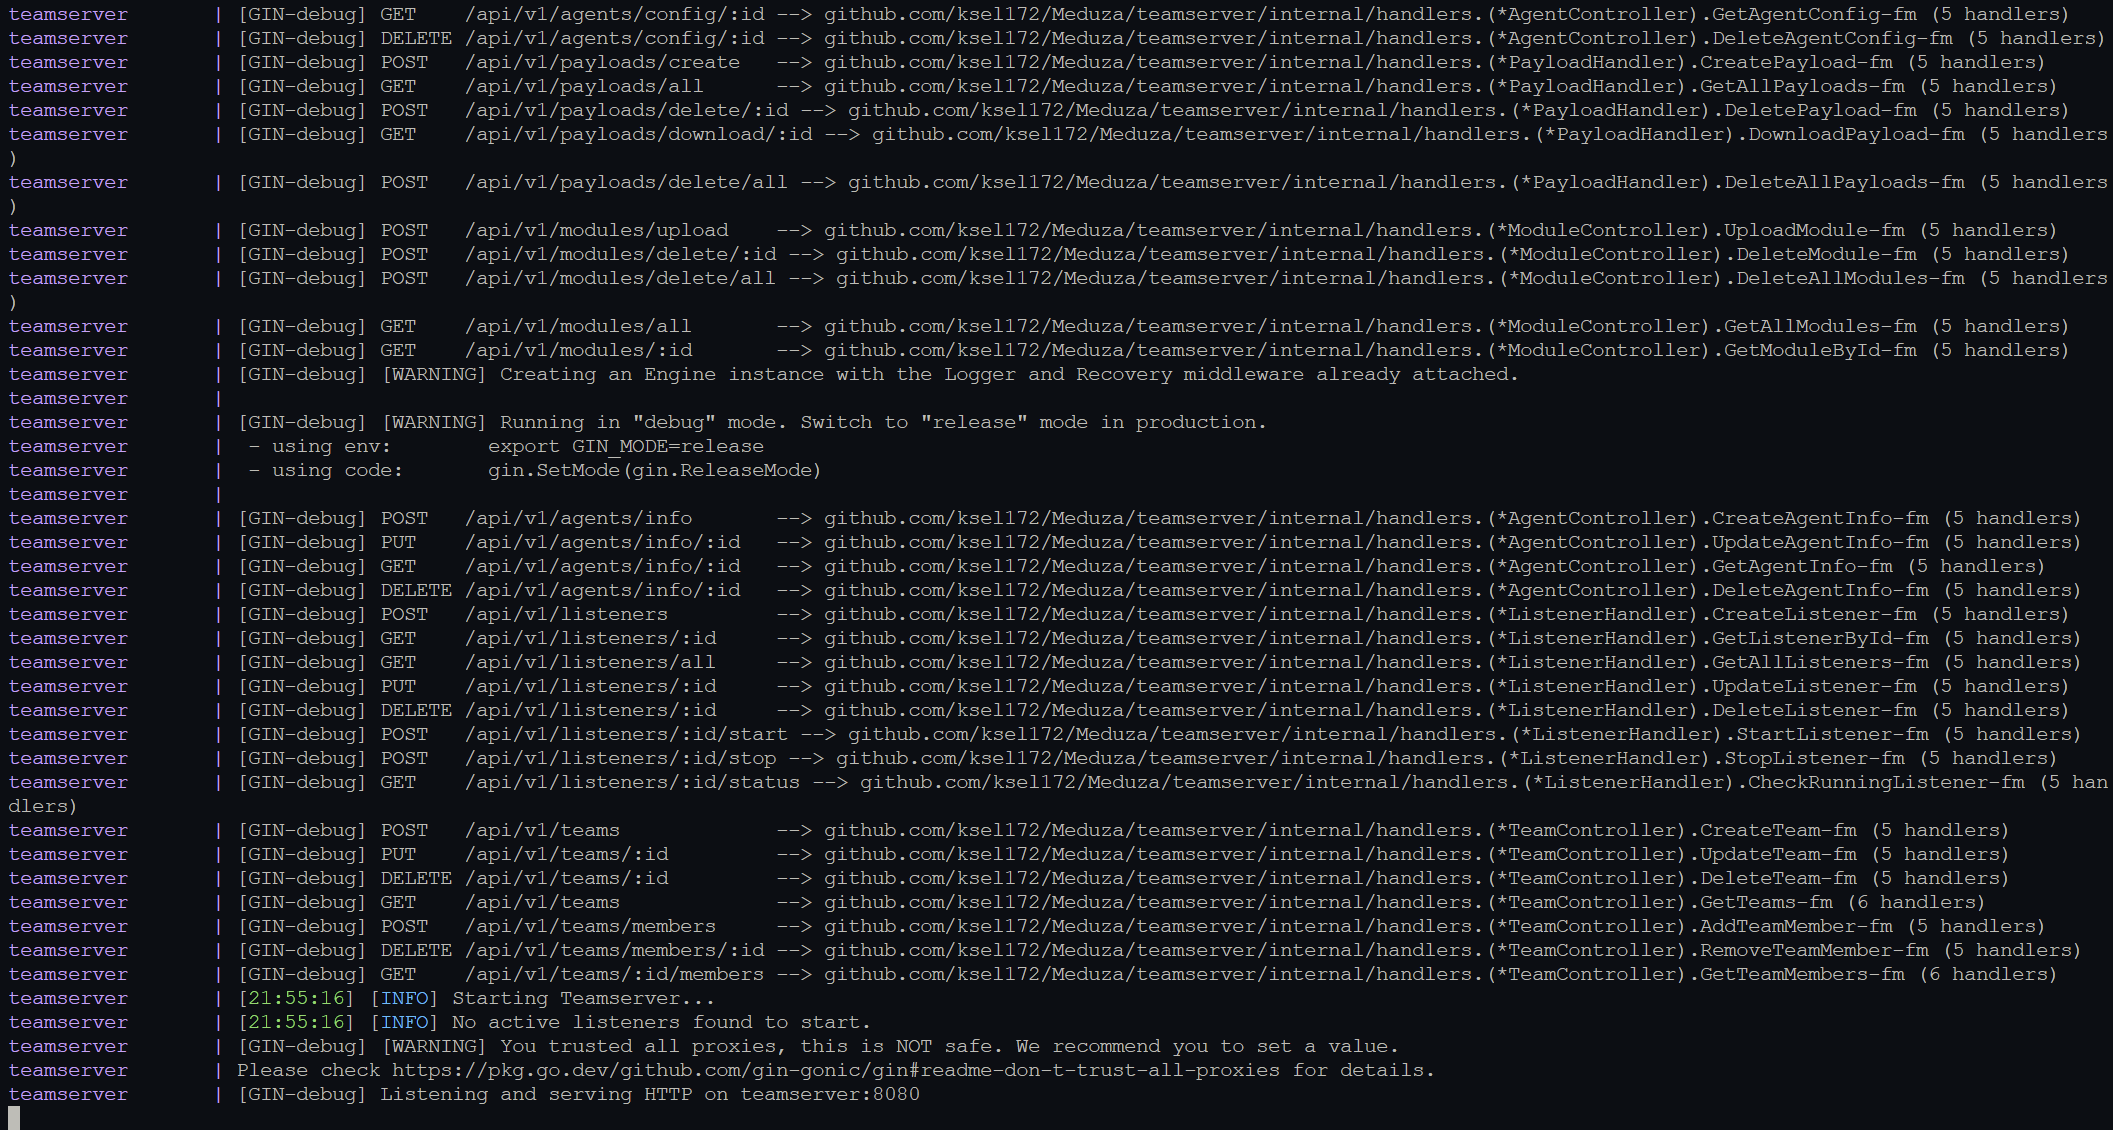 teamserver       | [GIN-debug] GET    /api/v1/agents/config/:id --> github.com/ksel172/Meduza/teamserver/internal/handlers.(*AgentController).GetAgentConfig-fm (5 handlers)
teamserver       | [GIN-debug] DELETE /api/v1/agents/config/:id --> github.com/ksel172/Meduza/teamserver/internal/handlers.(*AgentController).DeleteAgentConfig-fm (5 handlers)
teamserver       | [GIN-debug] POST   /api/v1/payloads/create   --> github.com/ksel172/Meduza/teamserver/internal/handlers.(*PayloadHandler).CreatePayload-fm (5 handlers)
teamserver       | [GIN-debug] GET    /api/v1/payloads/all      --> github.com/ksel172/Meduza/teamserver/internal/handlers.(*PayloadHandler).GetAllPayloads-fm (5 handlers)
teamserver       | [GIN-debug] POST   /api/v1/payloads/delete/:id --> github.com/ksel172/Meduza/teamserver/internal/handlers.(*PayloadHandler).DeletePayload-fm (5 handlers)
teamserver       | [GIN-debug] GET    /api/v1/payloads/download/:id --> github.com/ksel172/Meduza/teamserver/internal/handlers.(*PayloadHandler).DownloadPayload-fm (5 handlers
)
teamserver       | [GIN-debug] POST   /api/v1/payloads/delete/all --> github.com/ksel172/Meduza/teamserver/internal/handlers.(*PayloadHandler).DeleteAllPayloads-fm (5 handlers
)
teamserver       | [GIN-debug] POST   /api/v1/modules/upload    --> github.com/ksel172/Meduza/teamserver/internal/handlers.(*ModuleController).UploadModule-fm (5 handlers)
teamserver       | [GIN-debug] POST   /api/v1/modules/delete/:id --> github.com/ksel172/Meduza/teamserver/internal/handlers.(*ModuleController).DeleteModule-fm (5 handlers)
teamserver       | [GIN-debug] POST   /api/v1/modules/delete/all --> github.com/ksel172/Meduza/teamserver/internal/handlers.(*ModuleController).DeleteAllModules-fm (5 handlers
)
teamserver       | [GIN-debug] GET    /api/v1/modules/all       --> github.com/ksel172/Meduza/teamserver/internal/handlers.(*ModuleController).GetAllModules-fm (5 handlers)
teamserver       | [GIN-debug] GET    /api/v1/modules/:id       --> github.com/ksel172/Meduza/teamserver/internal/handlers.(*ModuleController).GetModuleById-fm (5 handlers)
teamserver       | [GIN-debug] [WARNING] Creating an Engine instance with the Logger and Recovery middleware already attached.
teamserver       |
teamserver       | [GIN-debug] [WARNING] Running in "debug" mode. Switch to "release" mode in production.
teamserver       |  - using env:        export GIN_MODE=release
teamserver       |  - using code:       gin.SetMode(gin.ReleaseMode)
teamserver       |
teamserver       | [GIN-debug] POST   /api/v1/agents/info       --> github.com/ksel172/Meduza/teamserver/internal/handlers.(*AgentController).CreateAgentInfo-fm (5 handlers)
teamserver       | [GIN-debug] PUT    /api/v1/agents/info/:id   --> github.com/ksel172/Meduza/teamserver/internal/handlers.(*AgentController).UpdateAgentInfo-fm (5 handlers)
teamserver       | [GIN-debug] GET    /api/v1/agents/info/:id   --> github.com/ksel172/Meduza/teamserver/internal/handlers.(*AgentController).GetAgentInfo-fm (5 handlers)
teamserver       | [GIN-debug] DELETE /api/v1/agents/info/:id   --> github.com/ksel172/Meduza/teamserver/internal/handlers.(*AgentController).DeleteAgentInfo-fm (5 handlers)
teamserver       | [GIN-debug] POST   /api/v1/listeners         --> github.com/ksel172/Meduza/teamserver/internal/handlers.(*ListenerHandler).CreateListener-fm (5 handlers)
teamserver       | [GIN-debug] GET    /api/v1/listeners/:id     --> github.com/ksel172/Meduza/teamserver/internal/handlers.(*ListenerHandler).GetListenerById-fm (5 handlers)
teamserver       | [GIN-debug] GET    /api/v1/listeners/all     --> github.com/ksel172/Meduza/teamserver/internal/handlers.(*ListenerHandler).GetAllListeners-fm (5 handlers)
teamserver       | [GIN-debug] PUT    /api/v1/listeners/:id     --> github.com/ksel172/Meduza/teamserver/internal/handlers.(*ListenerHandler).UpdateListener-fm (5 handlers)
teamserver       | [GIN-debug] DELETE /api/v1/listeners/:id     --> github.com/ksel172/Meduza/teamserver/internal/handlers.(*ListenerHandler).DeleteListener-fm (5 handlers)
teamserver       | [GIN-debug] POST   /api/v1/listeners/:id/start --> github.com/ksel172/Meduza/teamserver/internal/handlers.(*ListenerHandler).StartListener-fm (5 handlers)
teamserver       | [GIN-debug] POST   /api/v1/listeners/:id/stop --> github.com/ksel172/Meduza/teamserver/internal/handlers.(*ListenerHandler).StopListener-fm (5 handlers)
teamserver       | [GIN-debug] GET    /api/v1/listeners/:id/status --> github.com/ksel172/Meduza/teamserver/internal/handlers.(*ListenerHandler).CheckRunningListener-fm (5 han
dlers)
teamserver       | [GIN-debug] POST   /api/v1/teams             --> github.com/ksel172/Meduza/teamserver/internal/handlers.(*TeamController).CreateTeam-fm (5 handlers)
teamserver       | [GIN-debug] PUT    /api/v1/teams/:id         --> github.com/ksel172/Meduza/teamserver/internal/handlers.(*TeamController).UpdateTeam-fm (5 handlers)
teamserver       | [GIN-debug] DELETE /api/v1/teams/:id         --> github.com/ksel172/Meduza/teamserver/internal/handlers.(*TeamController).DeleteTeam-fm (5 handlers)
teamserver       | [GIN-debug] GET    /api/v1/teams             --> github.com/ksel172/Meduza/teamserver/internal/handlers.(*TeamController).GetTeams-fm (6 handlers)
teamserver       | [GIN-debug] POST   /api/v1/teams/members     --> github.com/ksel172/Meduza/teamserver/internal/handlers.(*TeamController).AddTeamMember-fm (5 handlers)
teamserver       | [GIN-debug] DELETE /api/v1/teams/members/:id --> github.com/ksel172/Meduza/teamserver/internal/handlers.(*TeamController).RemoveTeamMember-fm (5 handlers)
teamserver       | [GIN-debug] GET    /api/v1/teams/:id/members --> github.com/ksel172/Meduza/teamserver/internal/handlers.(*TeamController).GetTeamMembers-fm (6 handlers)
teamserver       | [21:55:16] [INFO] Starting Teamserver...
teamserver       | [21:55:16] [INFO] No active listeners found to start.
teamserver       | [GIN-debug] [WARNING] You trusted all proxies, this is NOT safe. We recommend you to set a value.
teamserver       | Please check https://pkg.go.dev/github.com/gin-gonic/gin#readme-don-t-trust-all-proxies for details.
teamserver       | [GIN-debug] Listening and serving HTTP on teamserver:8080